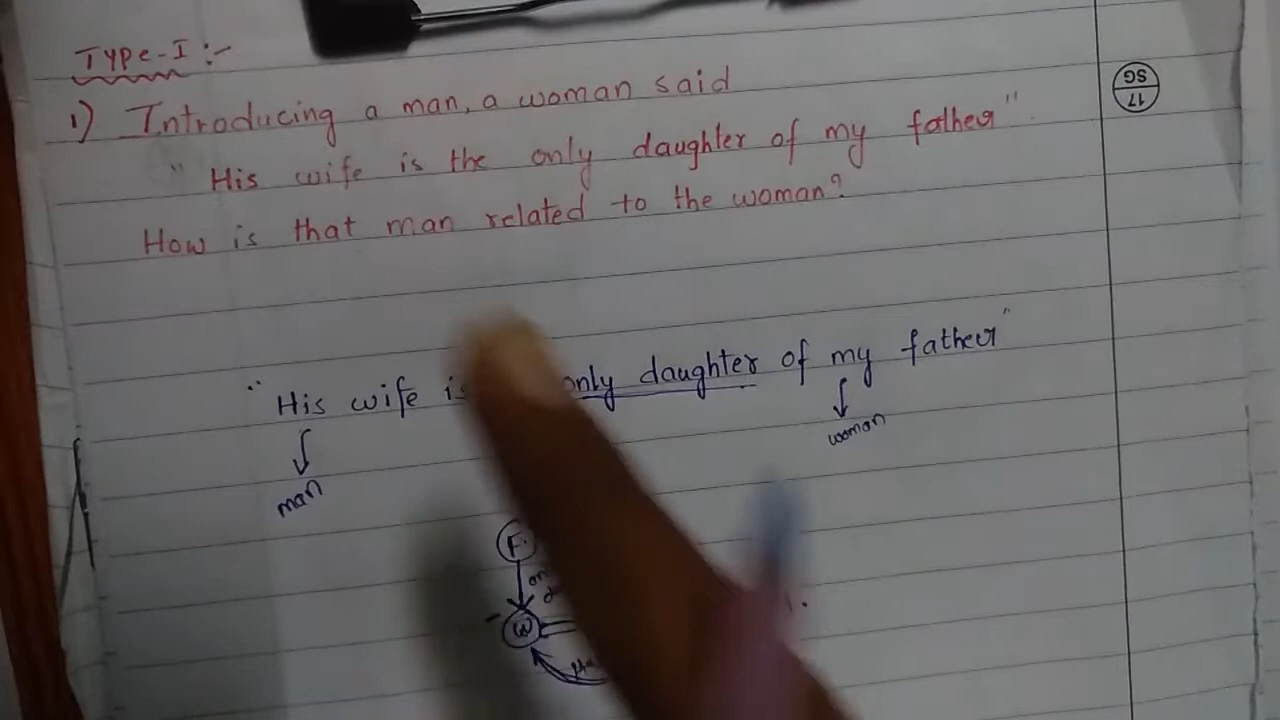 Type-I :-
1) Introducing a man, a woman said
"His wife is the only daughter of my father"
How is that man related to the woman?
17
SG
"His wife is only daughter of my father"
man
woman
F
W